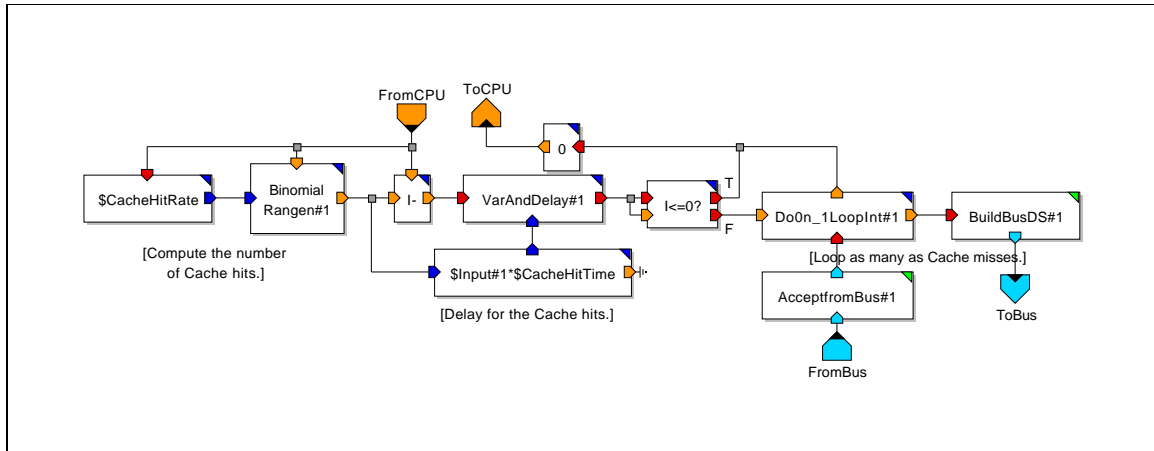 FromCPU
ToCPU
0
$CacheHitRate
Binomial
Rangen#1
I-
VarAndDelay#1
I<=0?
T
F
Do0n_1LoopInt#1
BuildBusDS#1
[Compute the number
of Cache hits.]
$Input#1*$CacheHitTime
[Delay for the Cache hits.]
[Loop as many as Cache misses.]
AcceptfromBus#1
ToBus
FromBus